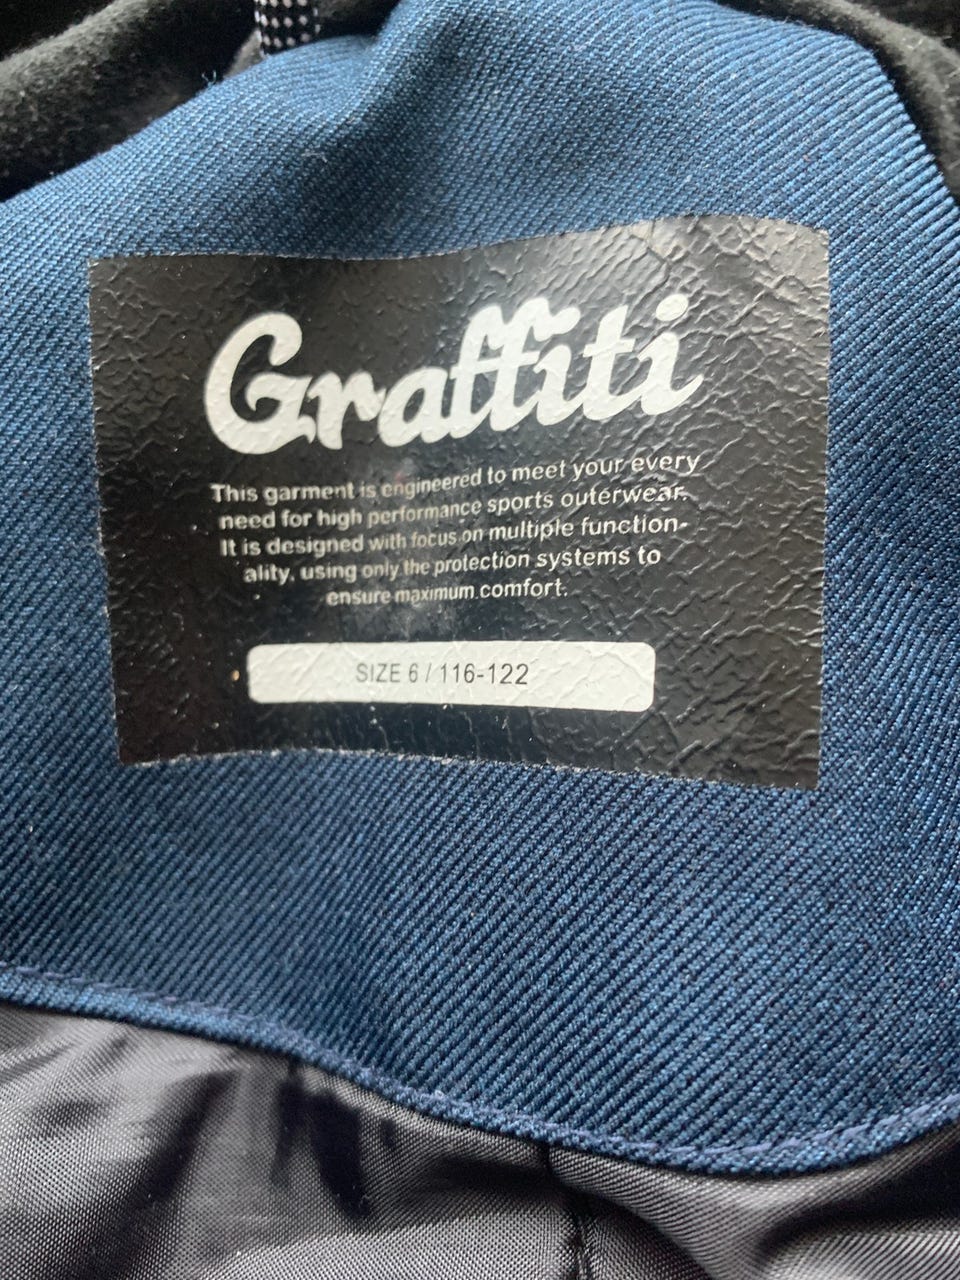 Graffiti
This garment is engineered to meet your every
need for high performance sports outerwear.
It is designed with focus on multiple function-
ality, using only the protection systems to
ensure maximum comfort.
SIZE 6 / 116-122